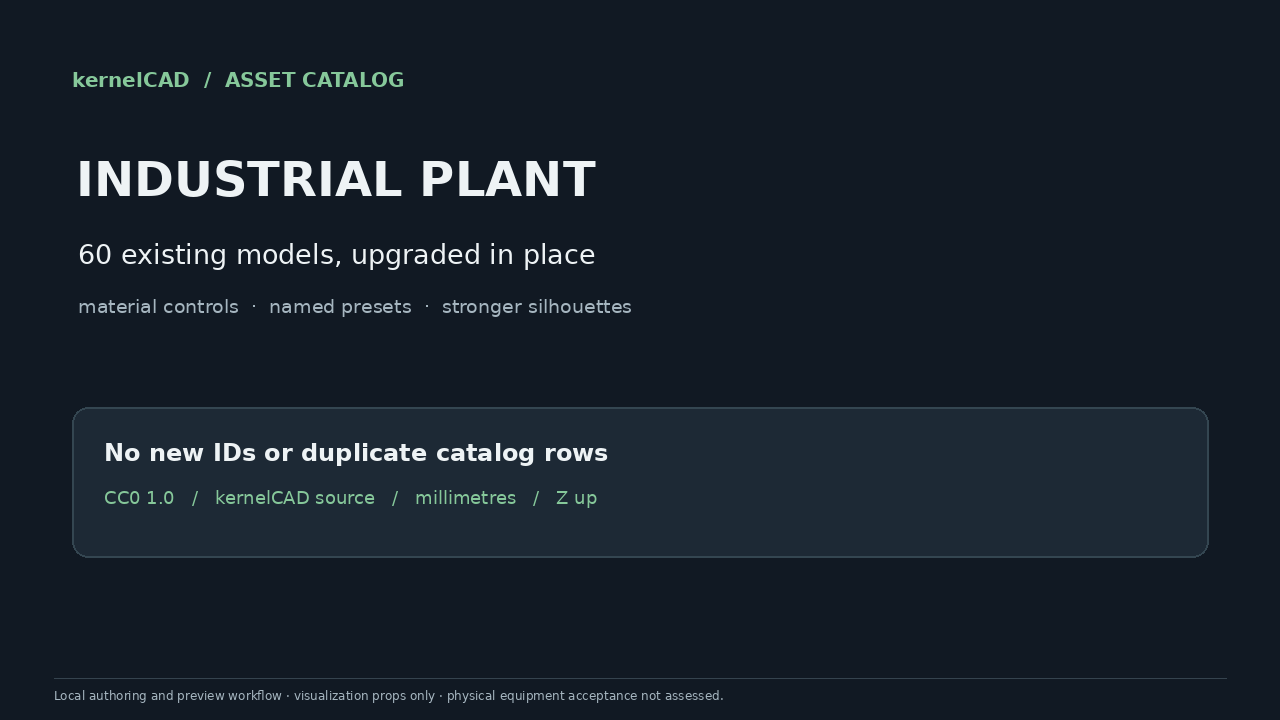 kernelCAD / ASSET CATALOG
INDUSTRIAL PLANT
60 existing models, upgraded in place
material controls · named presets · stronger silhouettes
No new IDs or duplicate catalog rows
CC0 1.0 / kernelCAD source / millimetres / Z up
Local authoring and preview workflow · visualization props only · physical equipment acceptance not assessed.